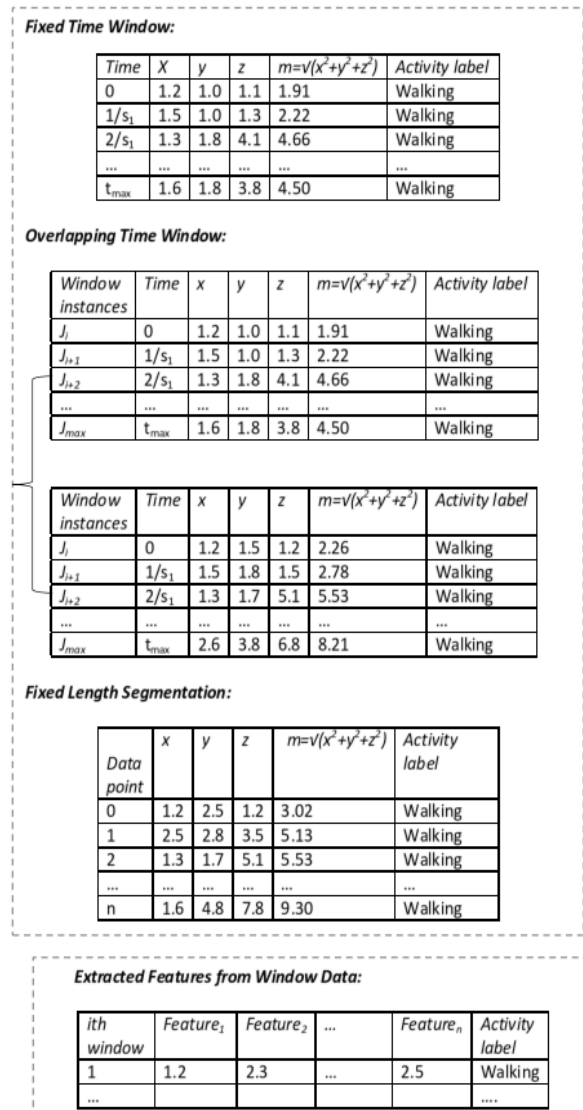 Fixed Time Window:
Time X y z m=√(x²+y²+z²) Activity label
0 1.2 1.0 1.1 1.91 Walking
1/s₁ 1.5 1.0 1.3 2.22 Walking
2/s₁ 1.3 1.8 4.1 4.66 Walking
... ... ... ... ... ...
tₘₐₓ 1.6 1.8 3.8 4.50 Walking
Overlapping Time Window:
Window Time x y z m=√(x²+y²+z²) Activity label
instances
Jᵢ 0 1.2 1.0 1.1 1.91 Walking
Jᵢ₊₁ 1/s₁ 1.5 1.0 1.3 2.22 Walking
Jᵢ₊₂ 2/s₁ 1.3 1.8 4.1 4.66 Walking
... ... ... ... ... ... ...
Jₘₐₓ tₘₐₓ 1.6 1.8 3.8 4.50 Walking
Window Time x y z m=√(x²+y²+z²) Activity label
instances
Jᵢ 0 1.2 1.5 1.2 2.26 Walking
Jᵢ₊₁ 1/s₁ 1.5 1.8 1.5 2.78 Walking
Jᵢ₊₂ 2/s₁ 1.3 1.7 5.1 5.53 Walking
... ... ... ... ... ... ...
Jₘₐₓ tₘₐₓ 2.6 3.8 6.8 8.21 Walking
Fixed Length Segmentation:
x y z m=√(x²+y²+z²) Activity
Data label
point
0 1.2 2.5 1.2 3.02 Walking
1 2.5 2.8 3.5 5.13 Walking
2 1.3 1.7 5.1 5.53 Walking
... ... ... ... ... ...
n 1.6 4.8 7.8 9.30 Walking
Extracted Features from Window Data:
ith Feature₁ Feature₂ ... Featureₙ Activity
window label
1 1.2 2.3 ... 2.5 Walking
... ....